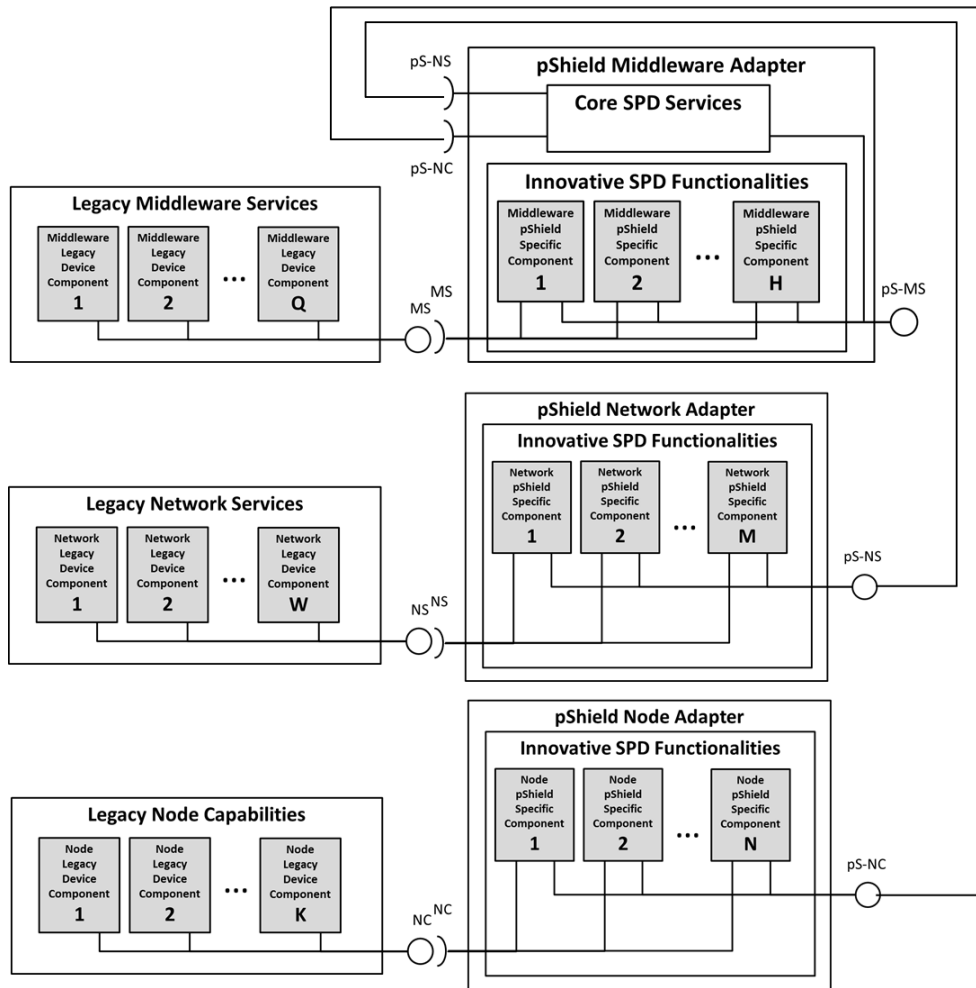 pS-NS
pShield Middleware Adapter
Core SPD Services
pS-NC
Innovative SPD Functionalities
Middleware
pShield
Specific
Component
1
Middleware
pShield
Specific
Component
2
...
Middleware
pShield
Specific
Component
H
pS-MS
Legacy Middleware Services
Middleware
Legacy
Device
Component
1
Middleware
Legacy
Device
Component
2
...
Middleware
Legacy
Device
Component
Q
MS
MS
pShield Network Adapter
Innovative SPD Functionalities
Network
pShield
Specific
Component
1
Network
pShield
Specific
Component
2
...
Network
pShield
Specific
Component
M
pS-NS
Legacy Network Services
Network
Legacy
Device
Component
1
Network
Legacy
Device
Component
2
...
Network
Legacy
Device
Component
W
NS
NS
pShield Node Adapter
Innovative SPD Functionalities
Node
pShield
Specific
Component
1
Node
pShield
Specific
Component
2
...
Node
pShield
Specific
Component
N
pS-NC
Legacy Node Capabilities
Node
Legacy
Device
Component
1
Node
Legacy
Device
Component
2
...
Node
Legacy
Device
Component
K
NC
NC